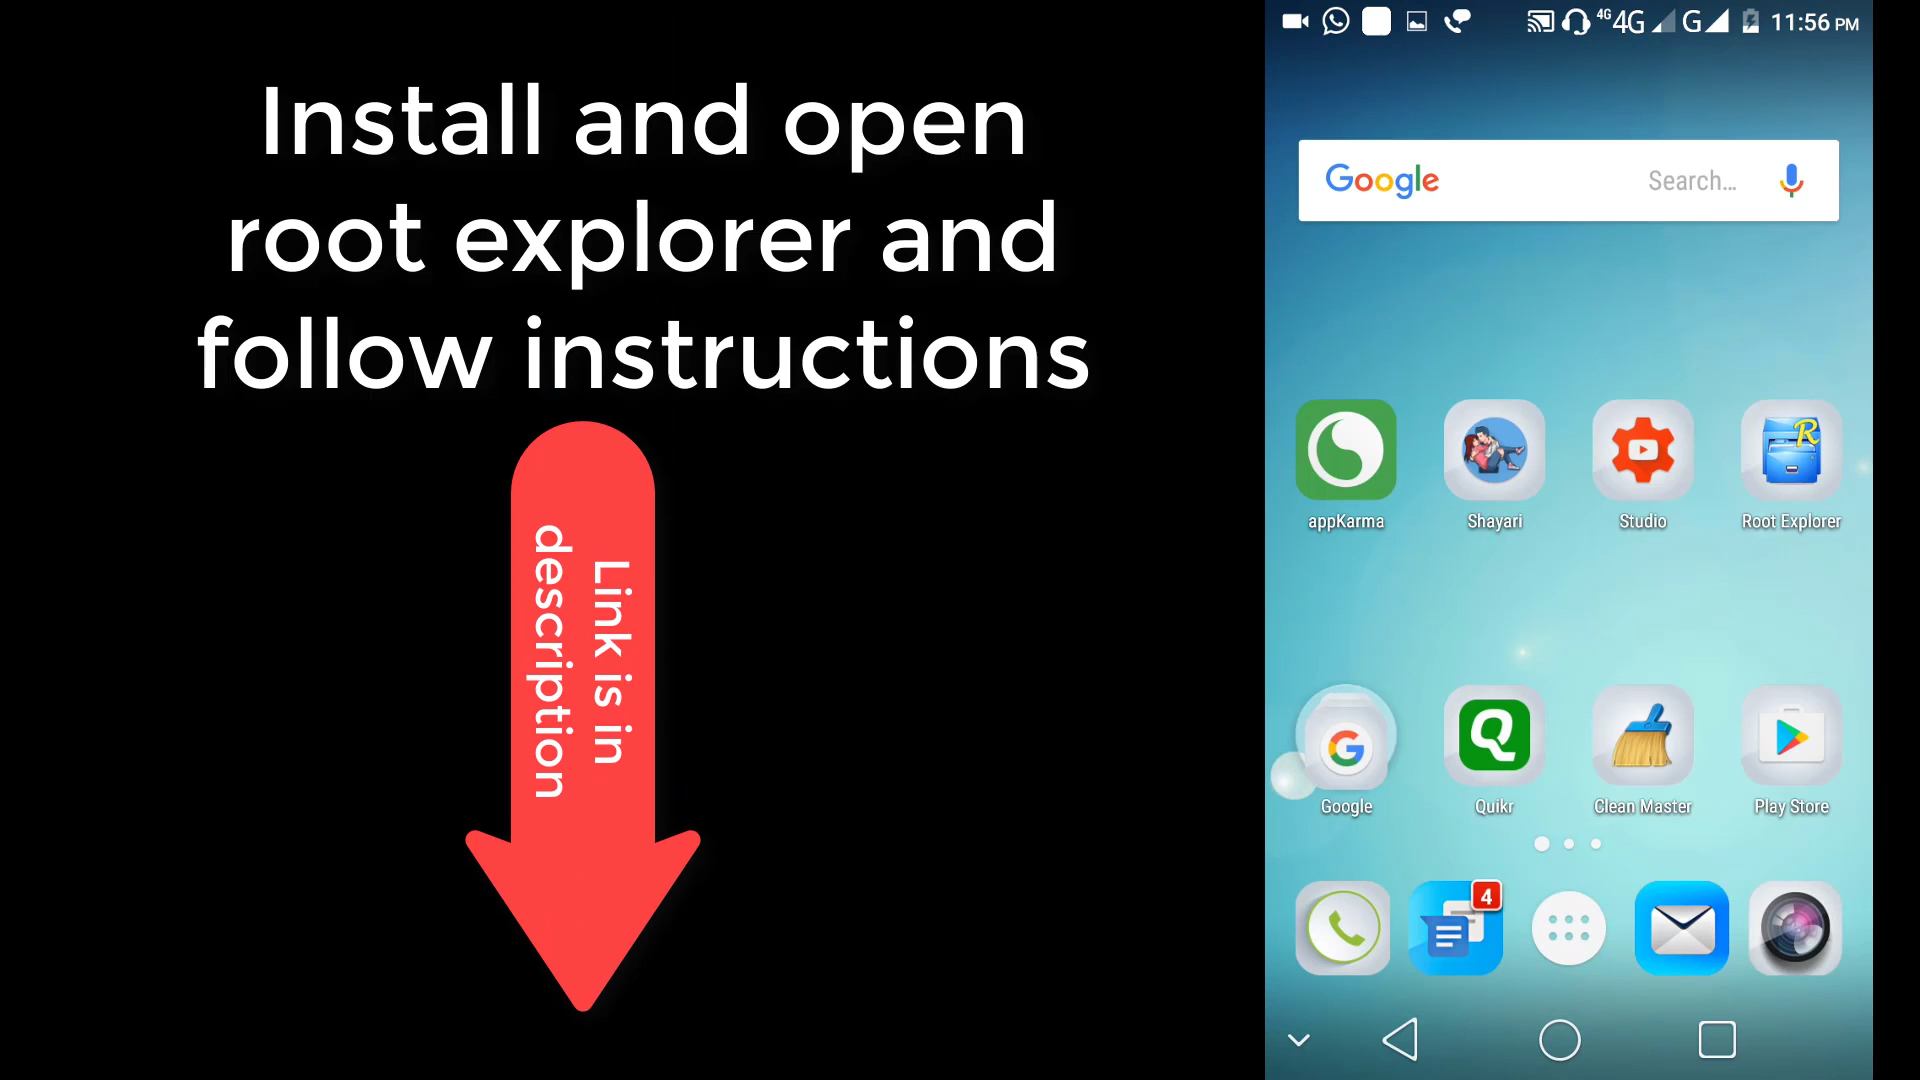 Install and open
root explorer and
follow instructions
Link is in
description
4G 4G G 11:56 PM
Google Search...
R
appKarma Shayari Studio Root Explorer
G Q
Google Quikr Clean Master Play Store
4